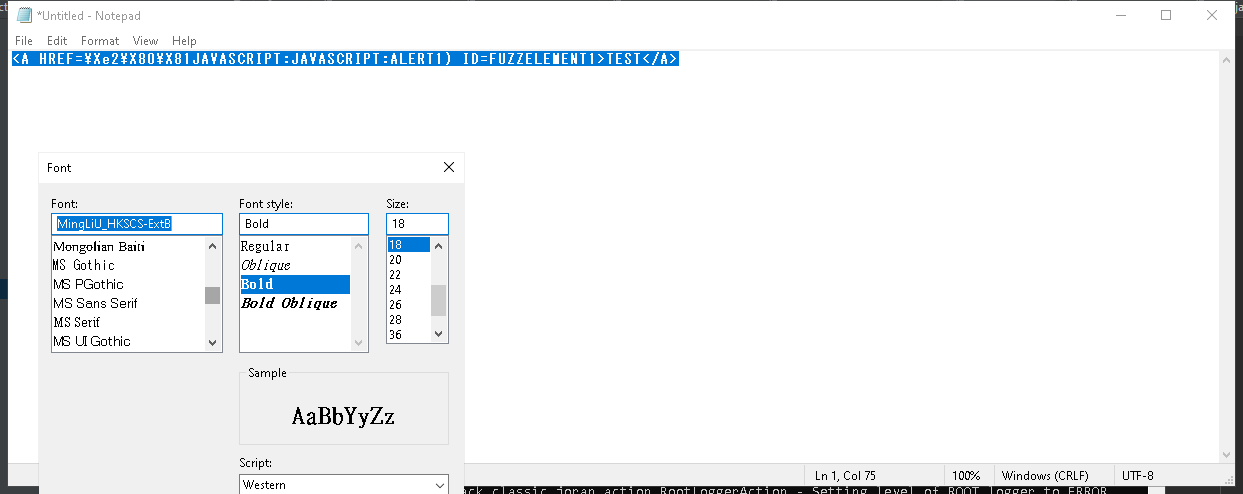 *Untitled - Notepad
File Edit Format View Help
<A HREF=¥Xe2¥X80¥X81JAVASCRIPT:JAVASCRIPT:ALERT1) ID=FUZZELEMENT1>TEST</A>
Font
Font: Font style: Size:
MingLiU_HKSCS-ExtB Bold 18
Mongolian Baiti Regular 18
MS Gothic Oblique 20
MS PGothic Bold 22
MS Sans Serif Bold Oblique 24
MS Serif 26
MS UI Gothic 28
36
Sample
AaBbYyZz
Script:
Western
Ln 1, Col 75 100% Windows (CRLF) UTF-8
ack classic joran action RootLoggerAction - Setting level of ROOT logger to ERROR